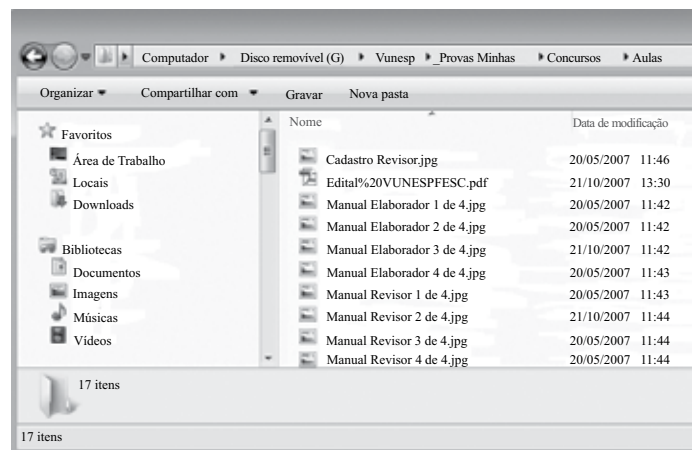 Computador Disco removível (G) Vunesp _Provas Minhas Concursos Aulas
Organizar Compartilhar com Gravar Nova pasta
Favoritos
Área de Trabalho
Locais
Downloads
Bibliotecas
Documentos
Imagens
Músicas
Vídeos
Nome Data de modificação
Cadastro Revisor.jpg 20/05/2007 11:46
Edital%20VUNESPFESC.pdf 21/10/2007 13:30
Manual Elaborador 1 de 4.jpg 20/05/2007 11:42
Manual Elaborador 2 de 4.jpg 20/05/2007 11:42
Manual Elaborador 3 de 4.jpg 21/10/2007 11:42
Manual Elaborador 4 de 4.jpg 20/05/2007 11:43
Manual Revisor 1 de 4.jpg 20/05/2007 11:43
Manual Revisor 2 de 4.jpg 21/10/2007 11:44
Manual Revisor 3 de 4.jpg 20/05/2007 11:44
Manual Revisor 4 de 4.jpg 20/05/2007 11:44
17 itens
17 itens